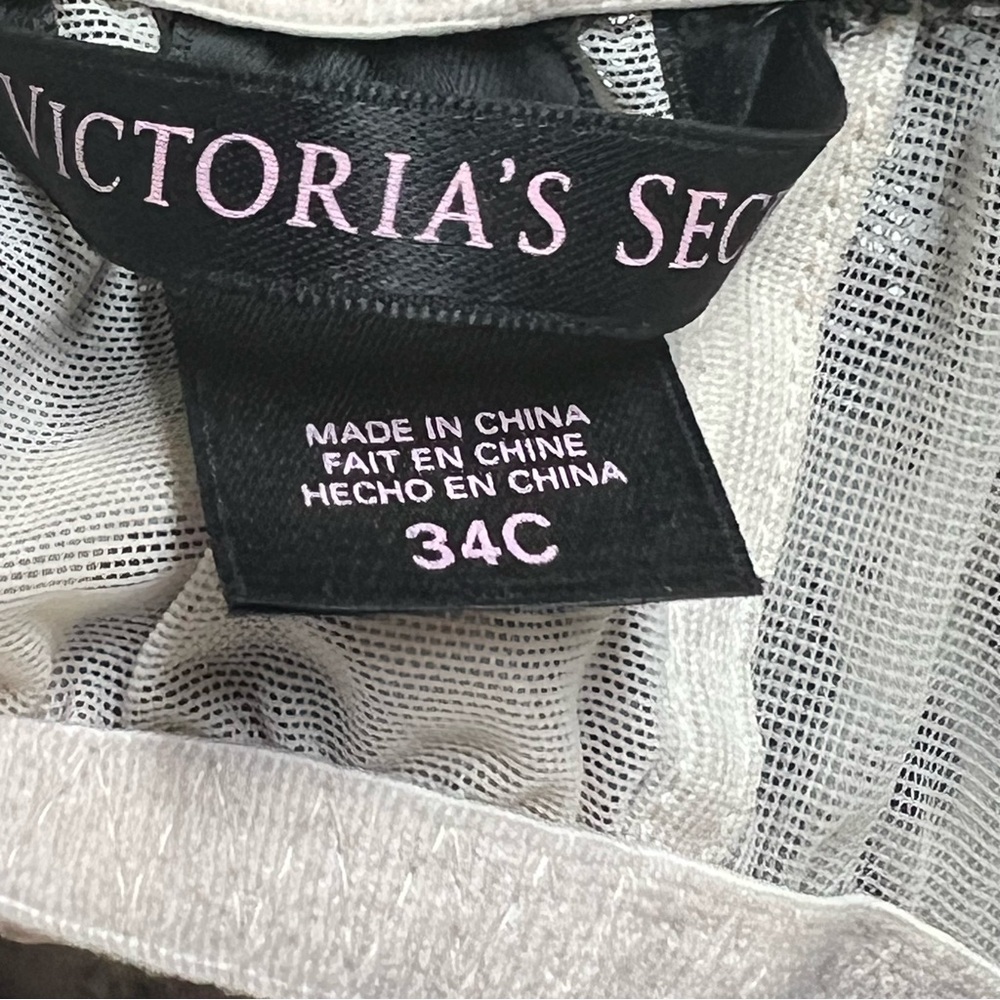 VICTORIA'S SEC
MADE IN CHINA
FAIT EN CHINE
HECHO EN CHINA
34C